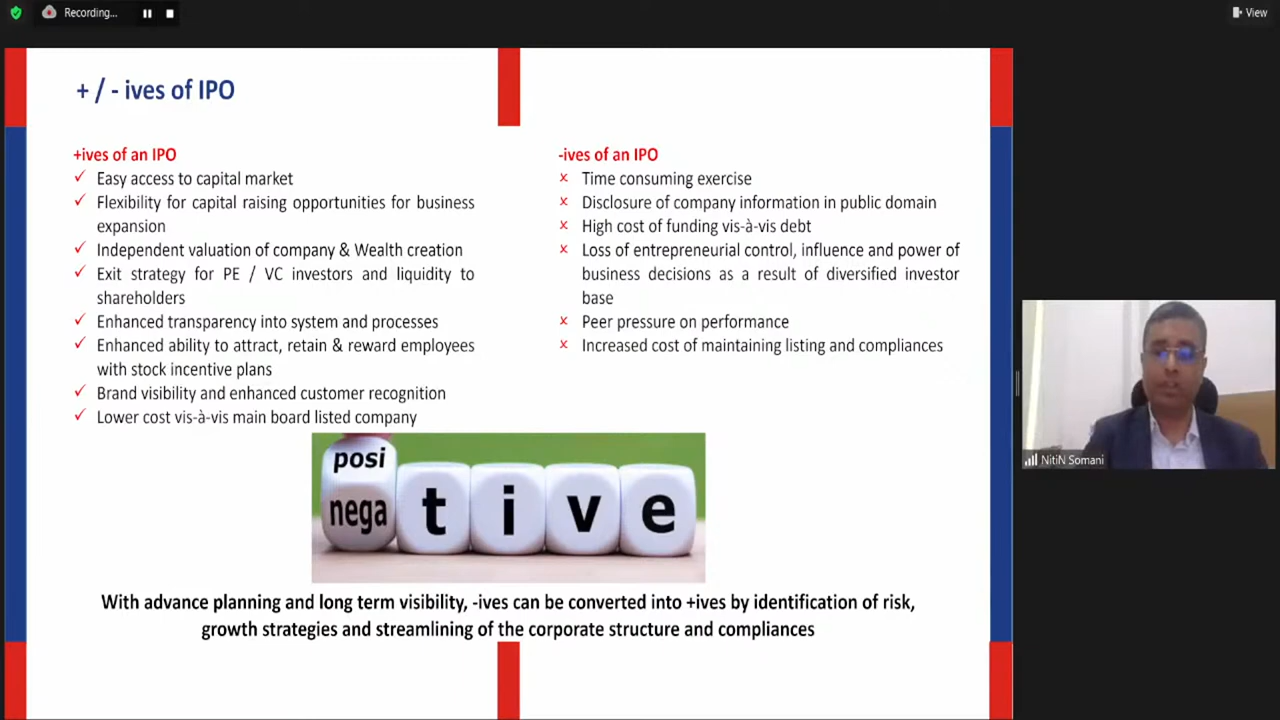 Recording...
View
+ / - ives of IPO
+ives of an IPO
✓ Easy access to capital market
✓ Flexibility for capital raising opportunities for business
expansion
✓ Independent valuation of company & Wealth creation
✓ Exit strategy for PE / VC investors and liquidity to
shareholders
✓ Enhanced transparency into system and processes
✓ Enhanced ability to attract, retain & reward employees
with stock incentive plans
✓ Brand visibility and enhanced customer recognition
✓ Lower cost vis-à-vis main board listed company
-ives of an IPO
x Time consuming exercise
x Disclosure of company information in public domain
x High cost of funding vis-à-vis debt
x Loss of entrepreneurial control, influence and power of
business decisions as a result of diversified investor
base
x Peer pressure on performance
x Increased cost of maintaining listing and compliances
posi
nega t i v e
With advance planning and long term visibility, -ives can be converted into +ives by identification of risk,
growth strategies and streamlining of the corporate structure and compliances
NitiN Somani